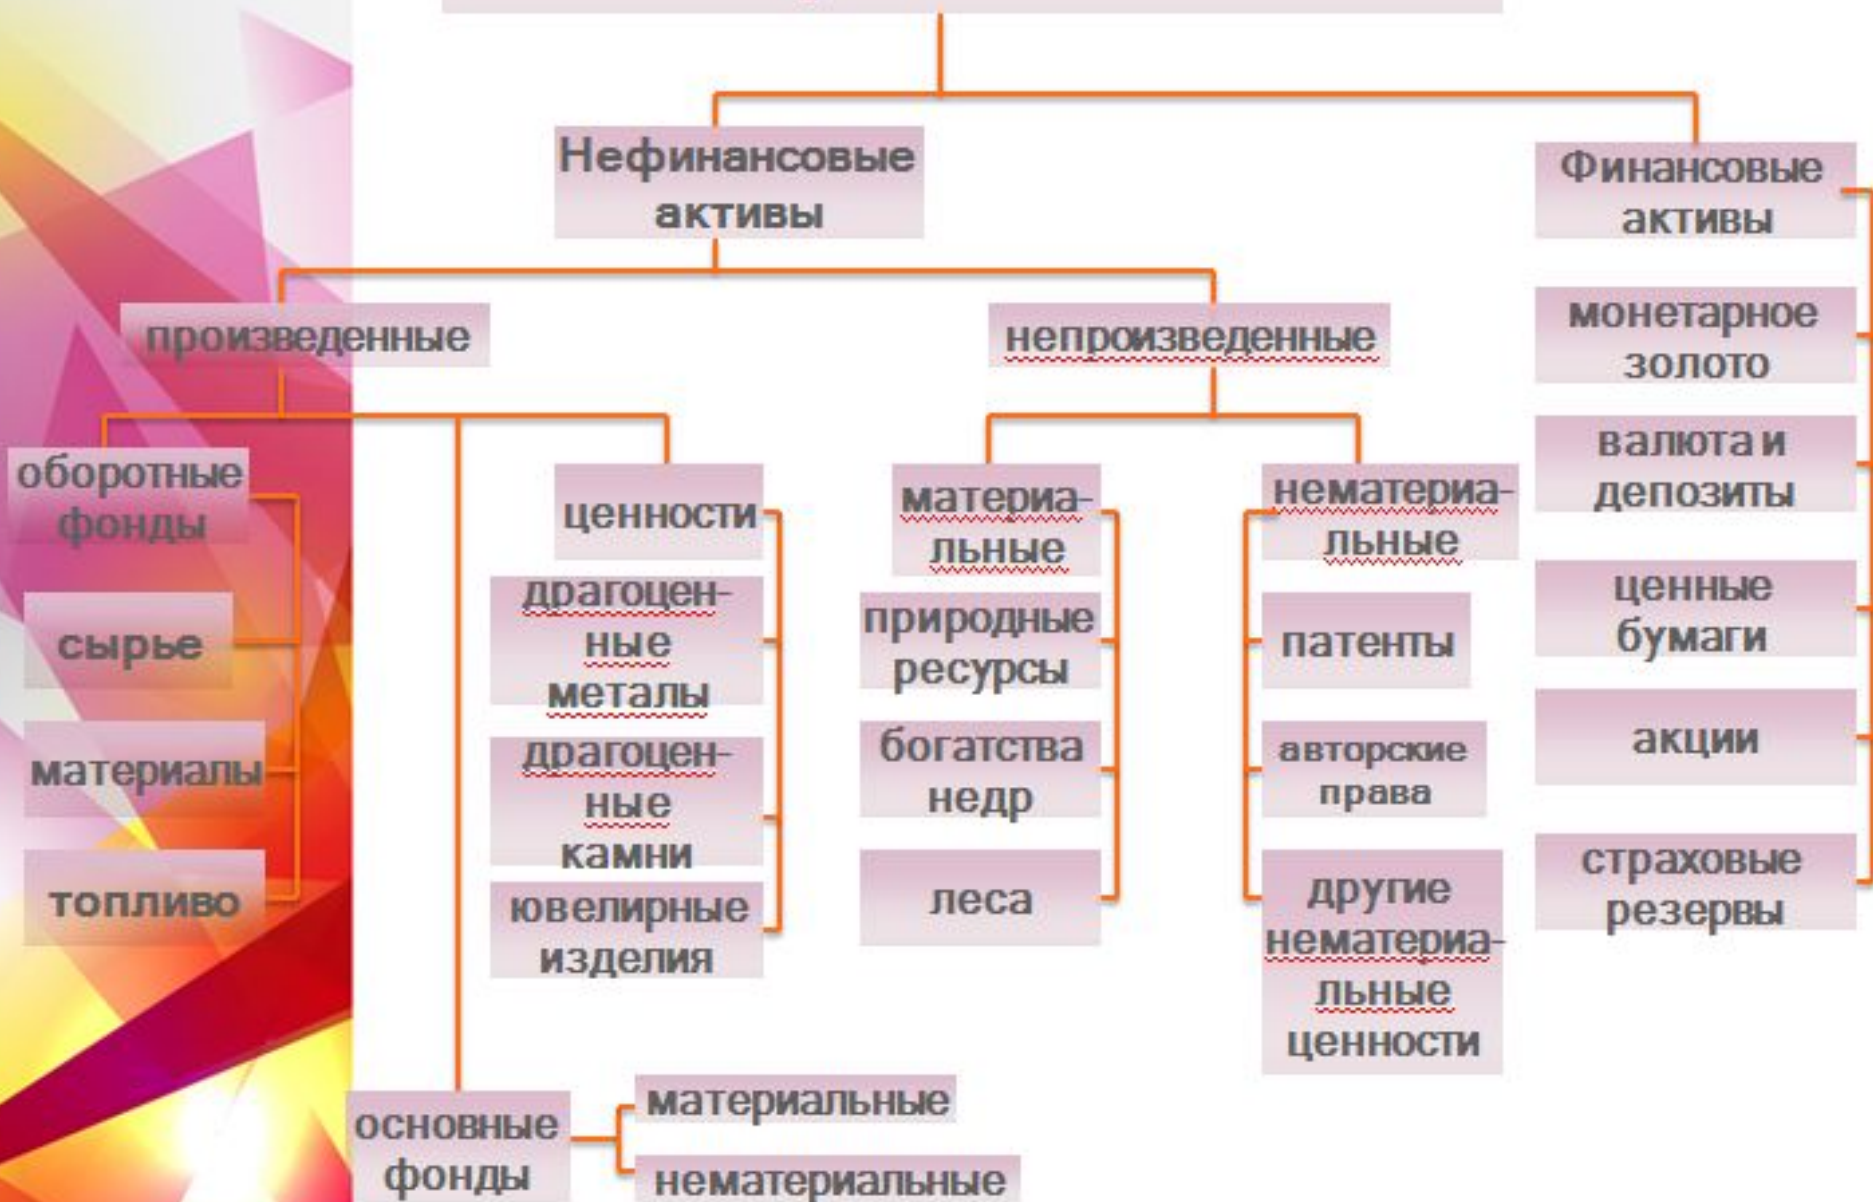 Нефинансовые
активы
Финансовые
активы
произведенные
непроизведенные
оборотные
фонды
сырье
материалы
топливо
ценности
драгоцен-
ные
металы
драгоцен-
ные
камни
ювелирные
изделия
основные
фонды
материальные
нематериальные
материа-
льные
природные
ресурсы
богатства
недр
леса
нематериа-
льные
патенты
авторские
права
другие
нематериа-
льные
ценности
монетарное
золото
валюта и
депозиты
ценные
бумаги
акции
страховые
резервы